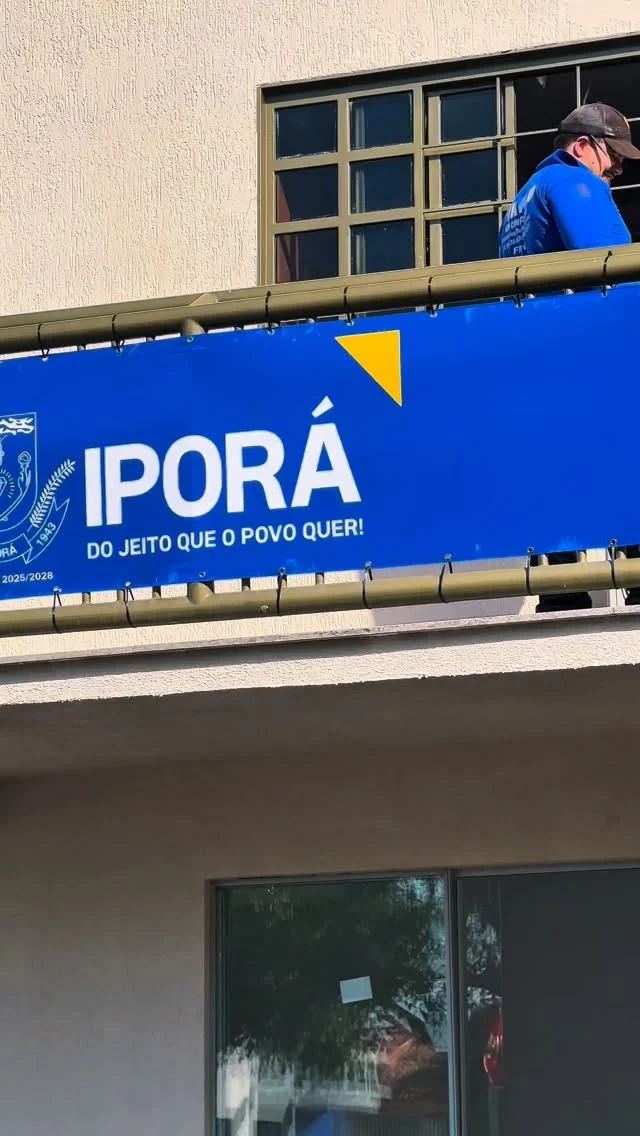 IPORÁ
DO JEITO QUE O POVO QUER!
1943
2025/2028